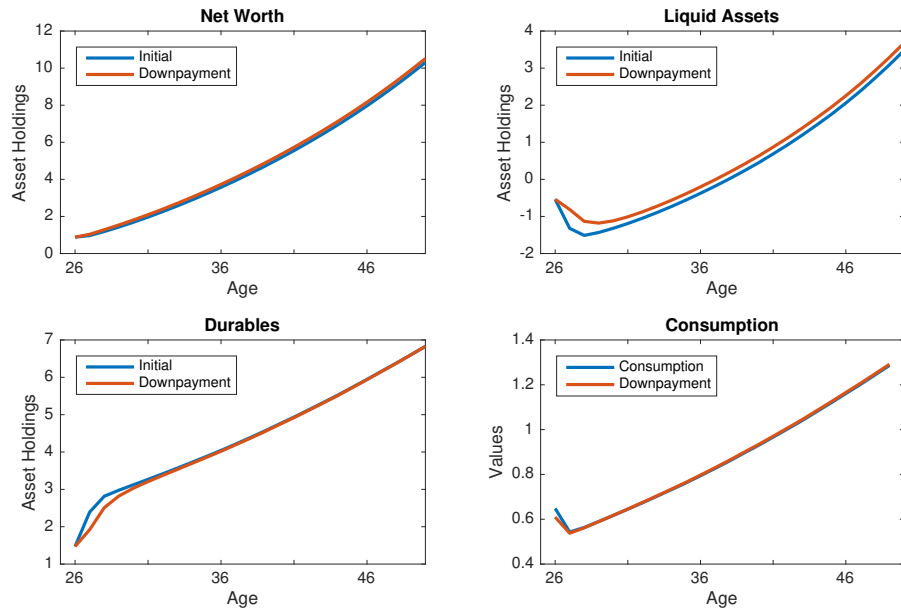 Net Worth
Initial
Downpayment
Asset Holdings
12
10
8
6
4
2
0
26
36
46
Age
Liquid Assets
Initial
Downpayment
Asset Holdings
4
3
2
1
0
-1
-2
26
36
46
Age
Durables
Initial
Downpayment
Asset Holdings
7
6
5
4
3
2
1
26
36
46
Age
Consumption
Consumption
Downpayment
Values
1.4
1.2
1
0.8
0.6
0.4
26
36
46
Age